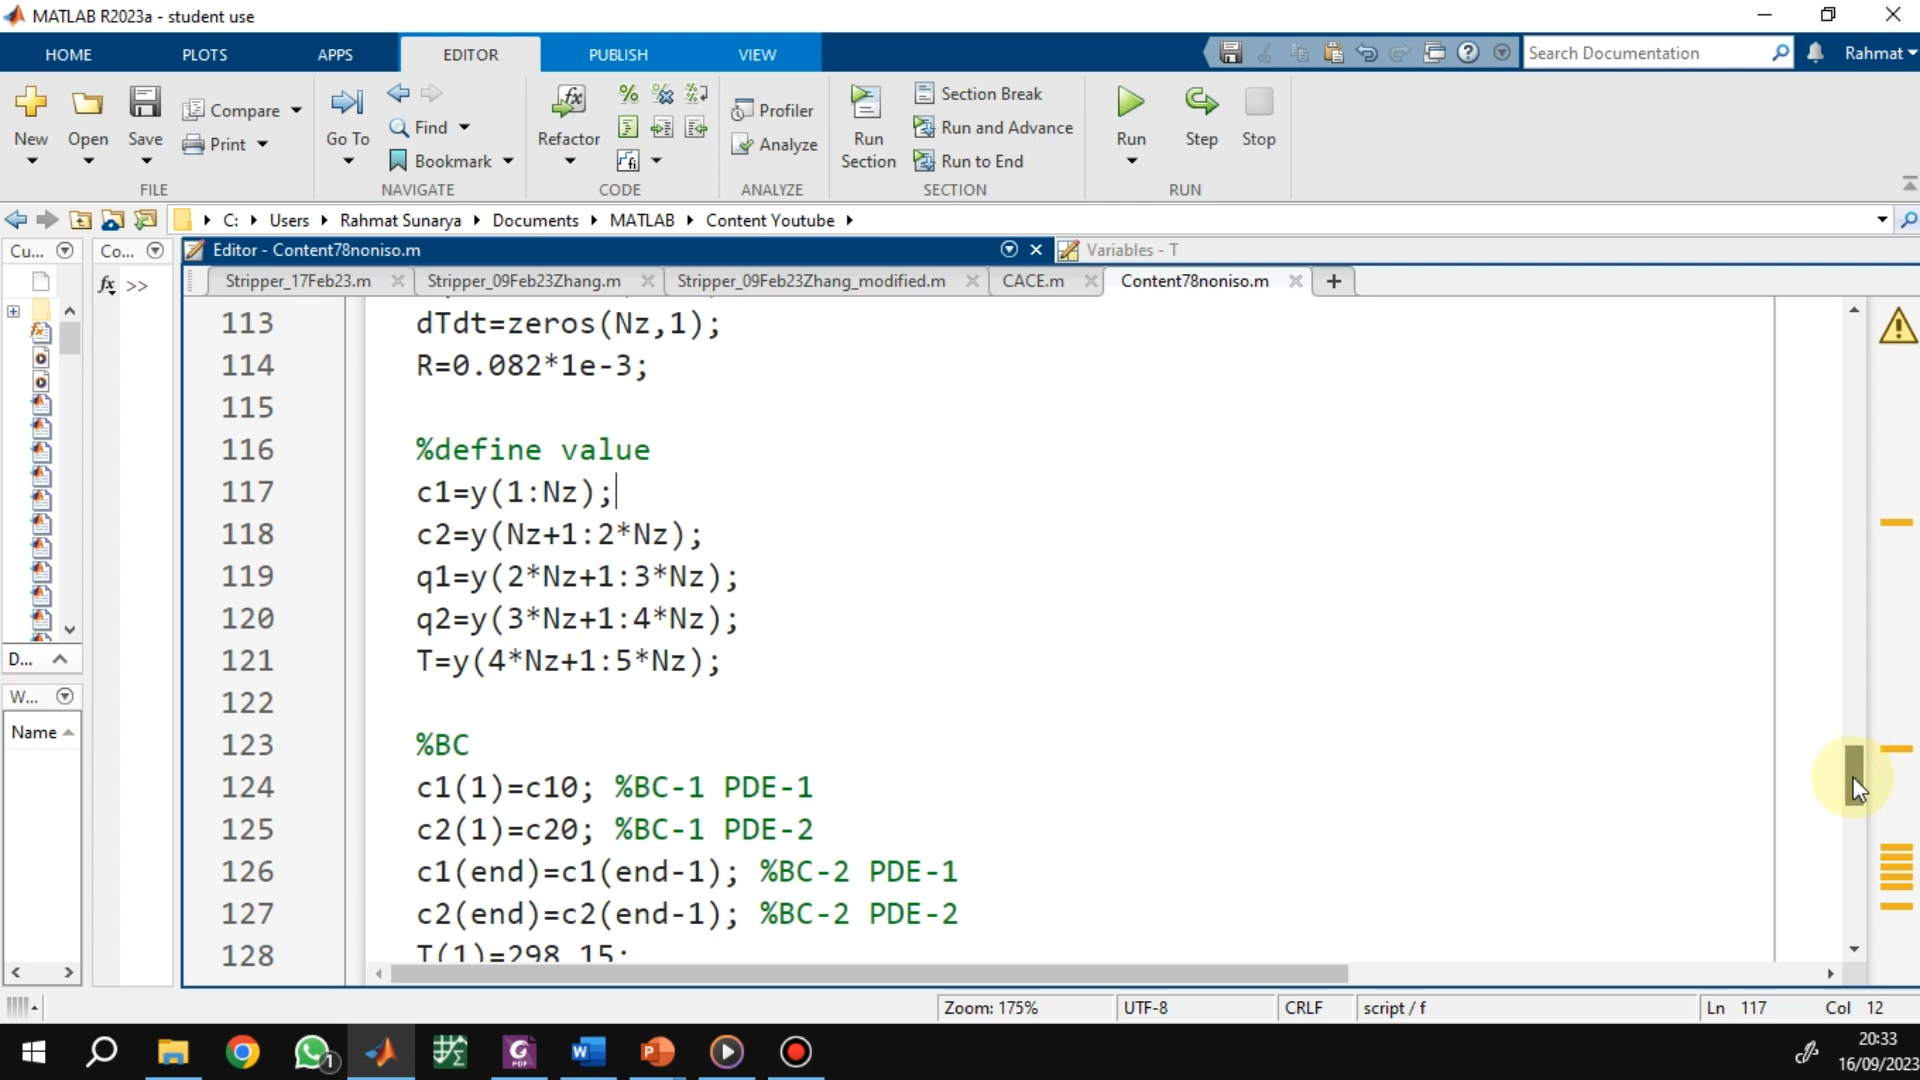 MATLAB R2023a - student use
HOME
PLOTS
APPS
EDITOR
PUBLISH
VIEW
Search Documentation
Rahmat
New
Open
Save
Compare
Print
FILE
Go To
Find
Bookmark
NAVIGATE
Refactor
CODE
Profiler
Analyze
ANALYZE
Run Section
Section Break
Run and Advance
Run to End
SECTION
Run
Step
Stop
RUN
C: Users Rahmat Sunarya Documents MATLAB Content Youtube
Cu...
Co...
Editor - Content78noniso.m
Variables - T
Stripper_17Feb23.m
Stripper_09Feb23Zhang.m
Stripper_09Feb23Zhang_modified.m
CACE.m
Content78noniso.m
fx >>
113 dTdt=zeros(Nz,1);
114 R=0.082*1e-3;
115
116 %define value
117 c1=y(1:Nz);
118 c2=y(Nz+1:2*Nz);
119 q1=y(2*Nz+1:3*Nz);
120 q2=y(3*Nz+1:4*Nz);
121 T=y(4*Nz+1:5*Nz);
122
123 %BC
124 c1(1)=c10; %BC-1 PDE-1
125 c2(1)=c20; %BC-1 PDE-2
126 c1(end)=c1(end-1); %BC-2 PDE-1
127 c2(end)=c2(end-1); %BC-2 PDE-2
128 T(1)=298.15;
D...
W...
Name
Zoom: 175%
UTF-8
CRLF
script / f
Ln 117
Col 12
20:33
16/09/2023